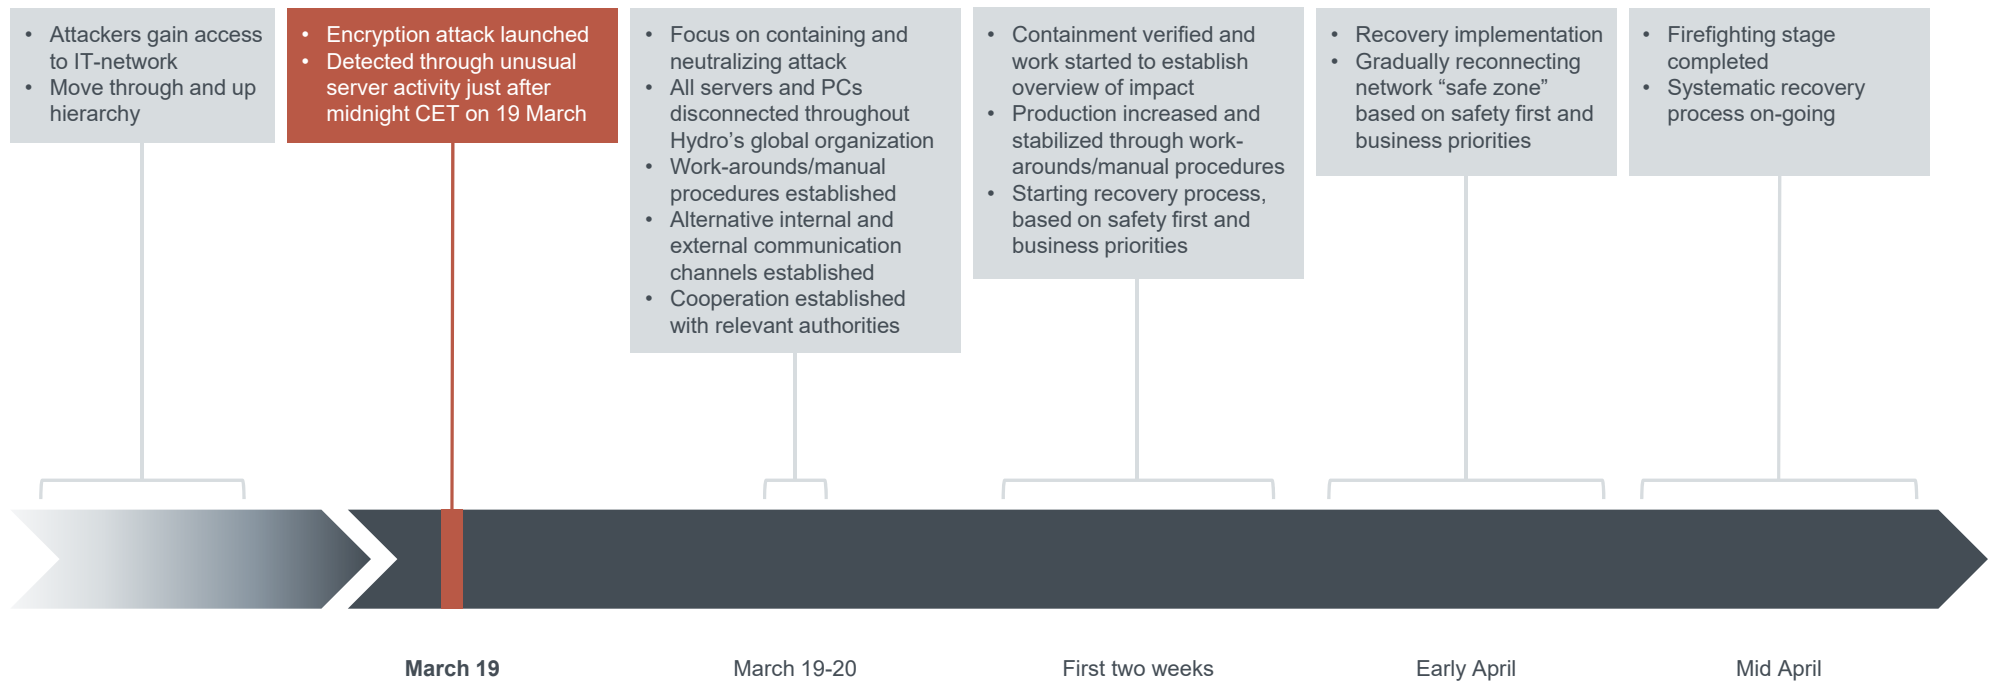 • Attackers gain access
to IT-network
• Move through and up
hierarchy
• Encryption attack launched
• Detected through unusual
server activity just after
midnight CET on 19 March
• Focus on containing and
neutralizing attack
• All servers and PCs
disconnected throughout
Hydro’s global organization
• Work-arounds/manual
procedures established
• Alternative internal and
external communication
channels established
• Cooperation established
with relevant authorities
• Containment verified and
work started to establish
overview of impact
• Production increased and
stabilized through work-
arounds/manual procedures
• Starting recovery process,
based on safety first and
business priorities
• Recovery implementation
• Gradually reconnecting
network “safe zone”
based on safety first and
business priorities
• Firefighting stage
completed
• Systematic recovery
process on-going
March 19
March 19-20
First two weeks
Early April
Mid April